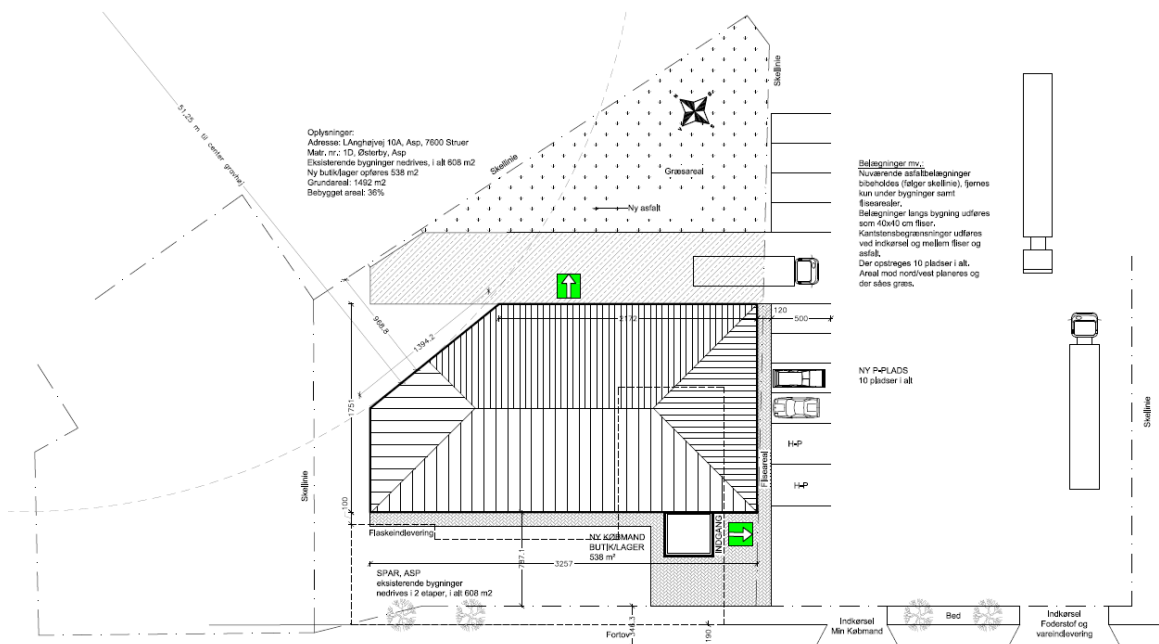 Skellinie
51,25 m til center gravhøj
Oplysninger:
Adresse: LAnghøjvej 10A, Asp, 7600 Struer
Matr. nr.: 1D, Østerby, Asp
Eksisterende bygninger nedrives, i alt 608 m2
Ny butik/lager opføres 538 m2
Grundareal: 1492 m2
Bebygget areal: 36%
Skellinie
Græsareal
Ny asfalt
Belægninger mv.:
Nuværende asfaltbelægninger
bibeholdes (følger skellinie), fjernes
kun under bygninger samt
flisearealer.
Belægninger langs bygning udføres
som 40x40 cm fliser.
Kantstensbegrænsninger udføres
ved indkørsel og mellem fliser og
asfalt.
Der opstreges 10 pladser i alt.
Areal mod nord/vest planeres og
der såes græs.
968,8
1394,2
2172
120
500
1751
NY P-PLADS
10 pladser i alt
Skellinie
H-P
Skellinie
Fliseareal
H-P
100
Flaskeindlevering
NY KØBMAND
BUTIK/LAGER
538 m²
INDGANG
787,1
3257
SPAR, ASP
eksisterende bygninger
nedrives i 2 etaper, i alt 608 m2
Fortov
346,3
190
Indkørsel
Min Købmand
Bed
Indkørsel
Foderstof og
vareindlevering